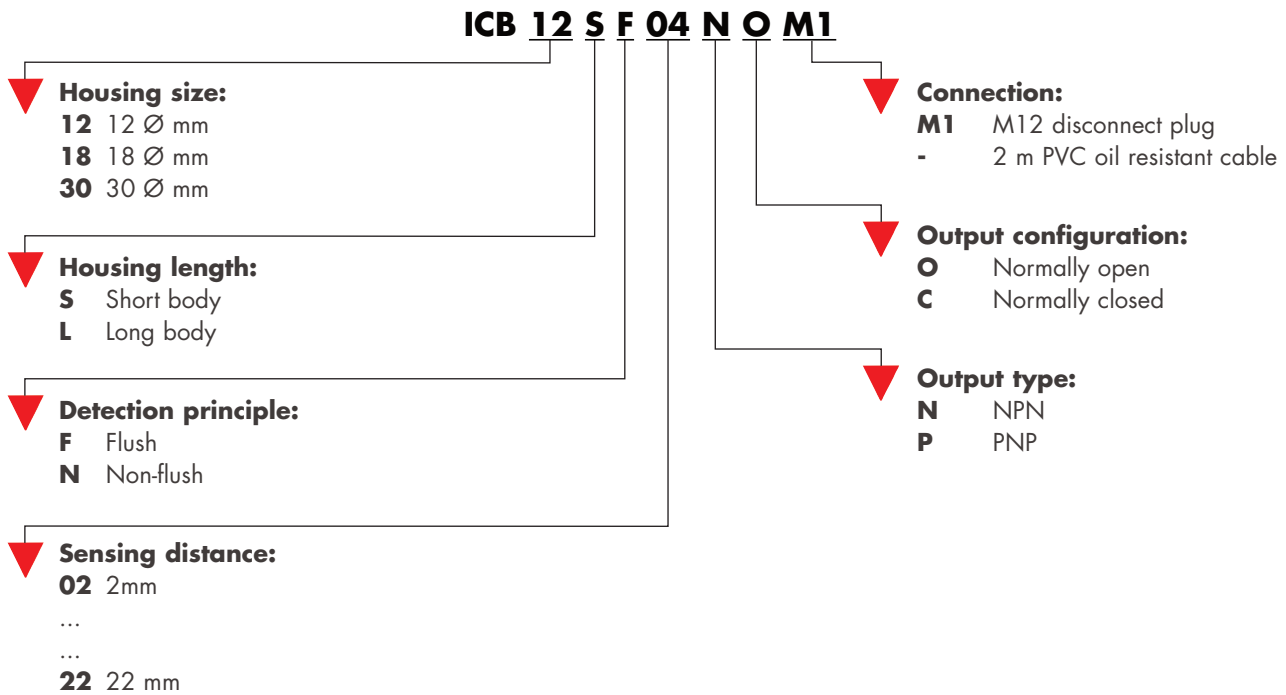 ICB 12 S F 04 N O M1
Housing size:
12 12 Ø mm
18 18 Ø mm
30 30 Ø mm
Housing length:
S Short body
L Long body
Detection principle:
F Flush
N Non-flush
Sensing distance:
02 2mm
...
...
22 22 mm
Connection:
M1 M12 disconnect plug
- 2 m PVC oil resistant cable
Output configuration:
O Normally open
C Normally closed
Output type:
N NPN
P PNP